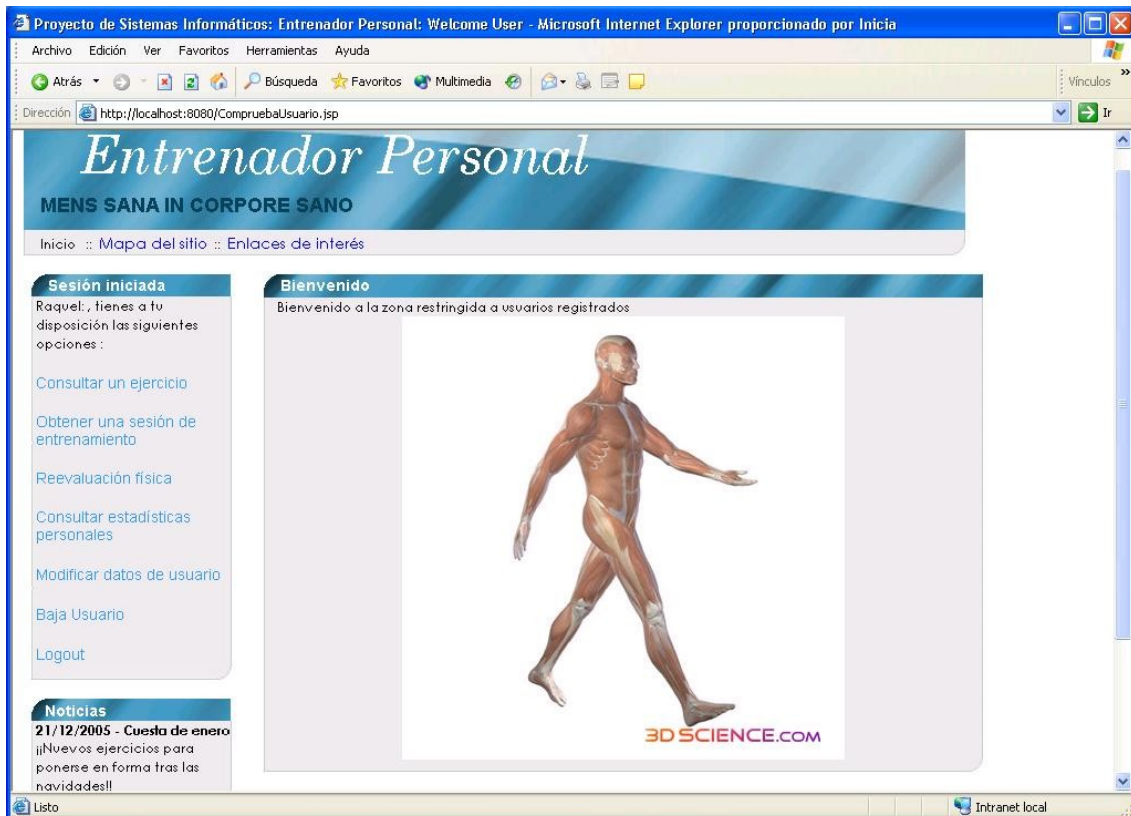 Proyecto de Sistemas Informáticos: Entrenador Personal: Welcome User - Microsoft Internet Explorer proporcionado por Inicia
Archivo Edición Ver Favoritos Herramientas Ayuda
Atrás Búsqueda Favoritos Multimedia Vínculos »
Dirección http://localhost:8080/CompruebaUsuario.jsp Ir
Entrenador Personal
MENS SANA IN CORPORE SANO
Inicio :: Mapa del sitio :: Enlaces de interés
Sesión iniciada
Raquel: , tienes a tu
disposición las siguientes
opciones :
Consultar un ejercicio
Obtener una sesión de
entrenamiento
Reevaluación física
Consultar estadísticas
personales
Modificar datos de usuario
Baja Usuario
Logout
Noticias
21/12/2005 - Cuesta de enero
¡¡Nuevos ejercicios para
ponerse en forma tras las
navidades!!
Bienvenido
Bienvenido a la zona restringida a usuarios registrados
3DSCIENCE.COM
Listo Intranet local